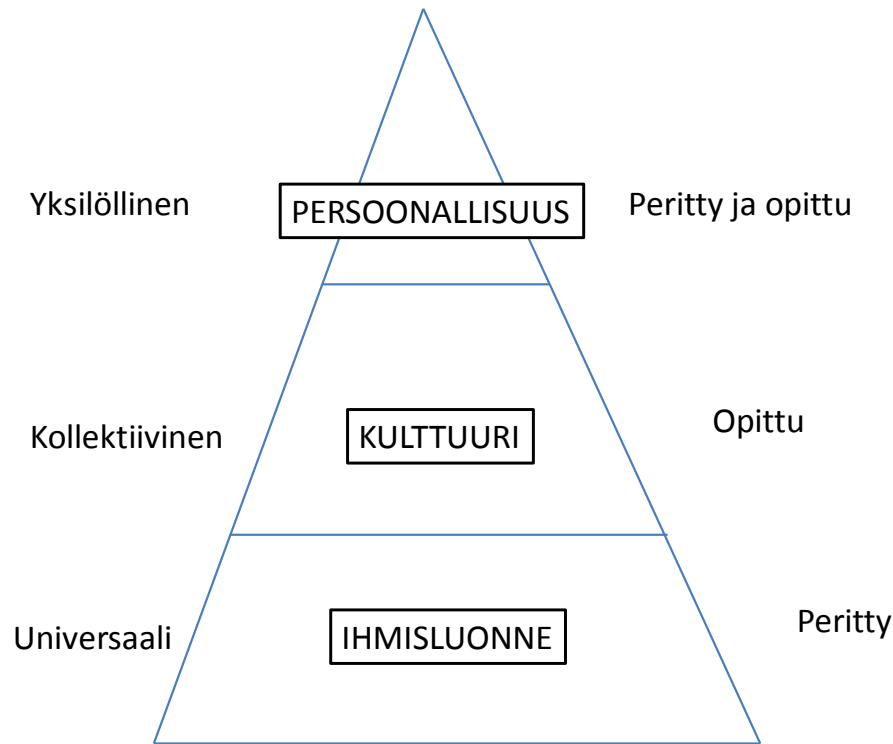 Yksilöllinen
PERSOONALLISUUS
Peritty ja opittu
Kollektiivinen
KULTTUURI
Opittu
Universaali
IHMISLUONNE
Peritty